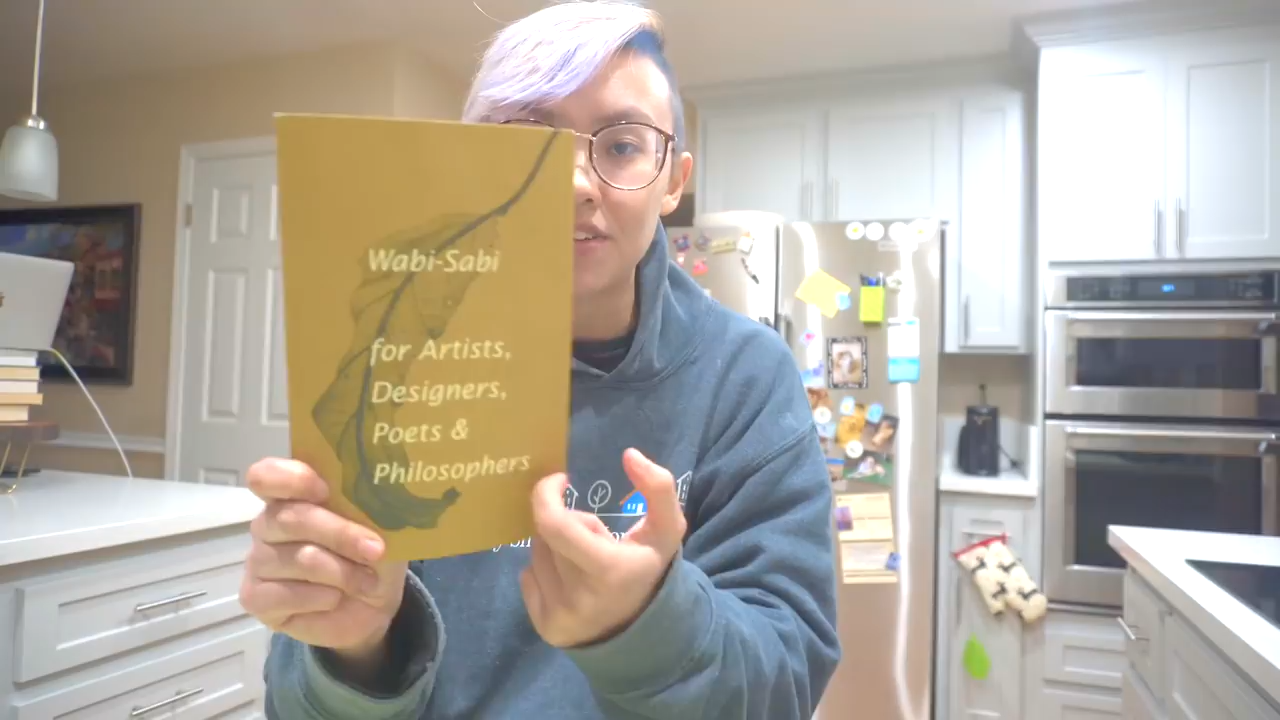 Wabi-Sabi
for Artists,
Designers,
Poets &
Philosophers